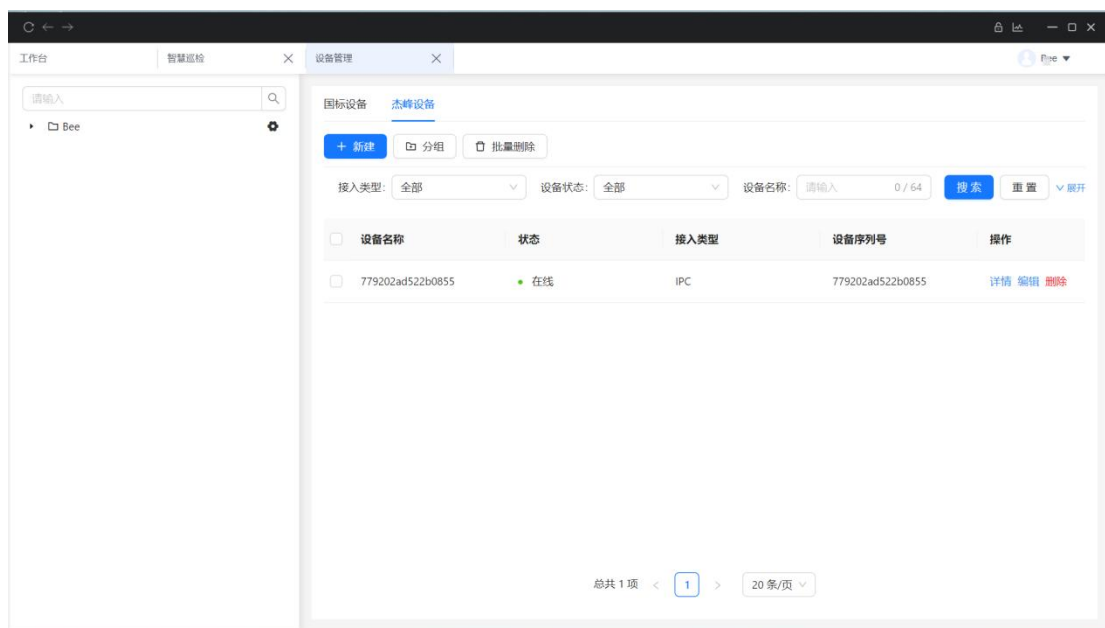 工作台 智慧巡检 设备管理
请输入
Bee
国标设备 杰峰设备
+ 新建 分组 批量删除
接入类型: 全部 设备状态: 全部 设备名称: 请输入 0 / 64 搜索 重置 展开
设备名称 状态 接入类型 设备序列号 操作
779202ad522b0855 在线 IPC 779202ad522b0855 详情 编辑 删除
总共 1 项 < 1 > 20 条/页